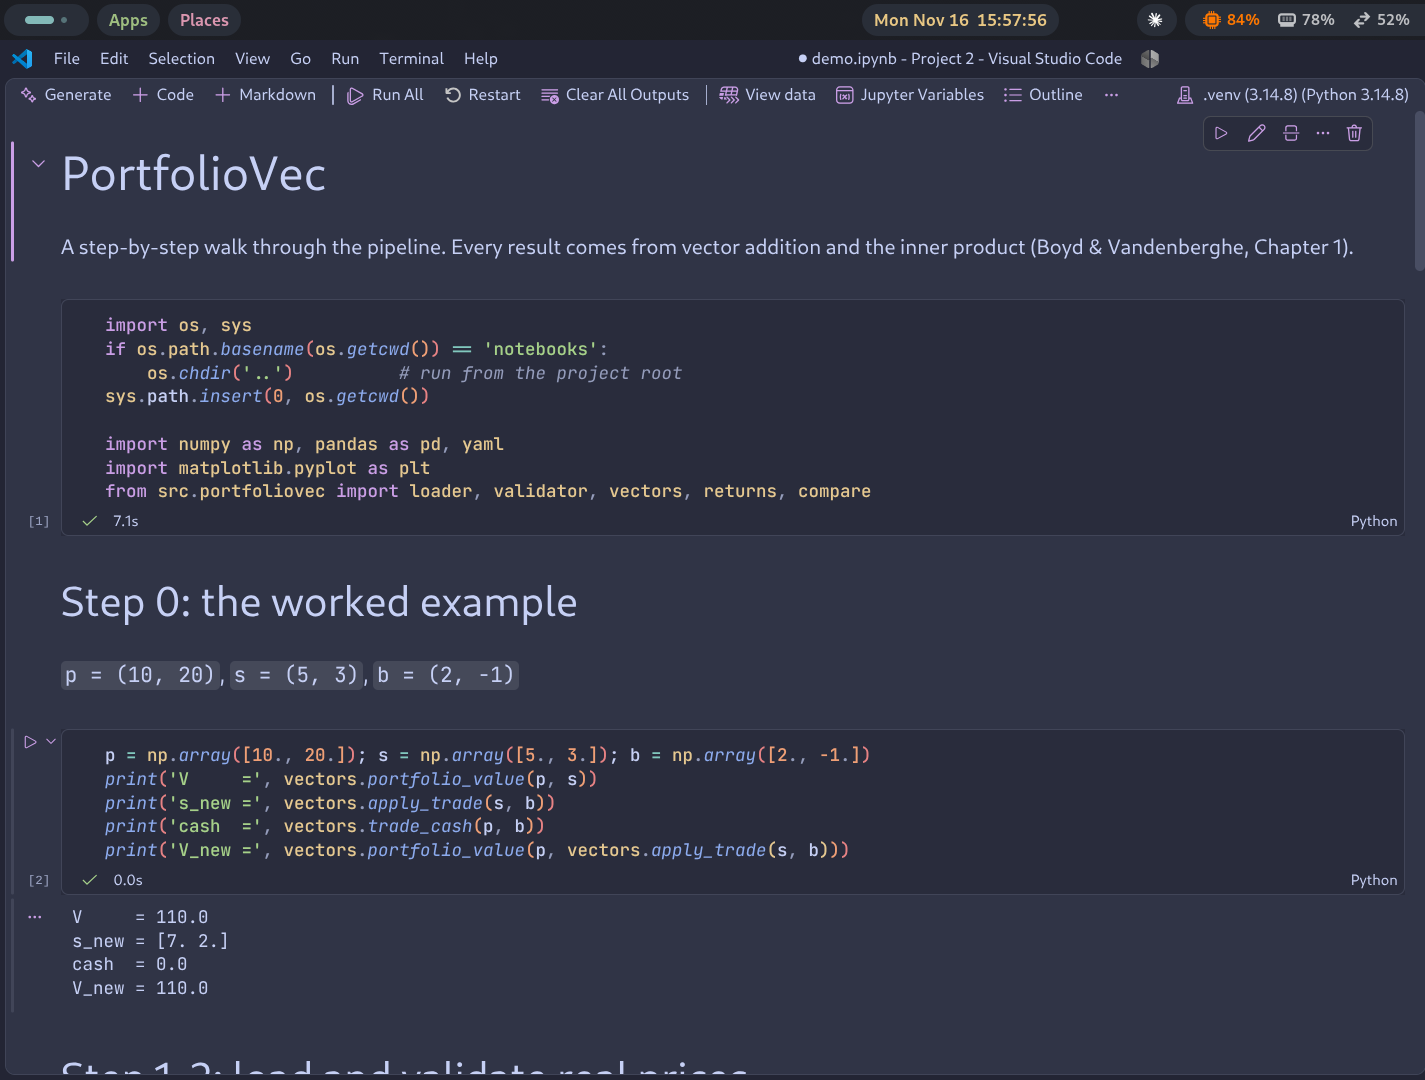 Apps Places Mon Nov 16 15:57:56 84% 78% 52%
File Edit Selection View Go Run Terminal Help demo.ipynb - Project 2 - Visual Studio Code
Generate Code Markdown Run All Restart Clear All Outputs View data Jupyter Variables Outline ... .venv (3.14.8) (Python 3.14.8)
PortfolioVec
A step-by-step walk through the pipeline. Every result comes from vector addition and the inner product (Boyd & Vandenberghe, Chapter 1).
import os, sys
if os.path.basename(os.getcwd()) == 'notebooks':
    os.chdir('..')          # run from the project root
sys.path.insert(0, os.getcwd())
import numpy as np, pandas as pd, yaml
import matplotlib.pyplot as plt
from src.portfoliovec import loader, validator, vectors, returns, compare
[1] 7.1s Python
Step 0: the worked example
p = (10, 20), s = (5, 3), b = (2, -1)
p = np.array([10., 20.]); s = np.array([5., 3.]); b = np.array([2., -1.])
print('V     =', vectors.portfolio_value(p, s))
print('s_new =', vectors.apply_trade(s, b))
print('cash  =', vectors.trade_cash(p, b))
print('V_new =', vectors.portfolio_value(p, vectors.apply_trade(s, b)))
[2] 0.0s Python
V     = 110.0
s_new = [7. 2.]
cash  = 0.0
V_new = 110.0
Step 1-2: load and validate real prices